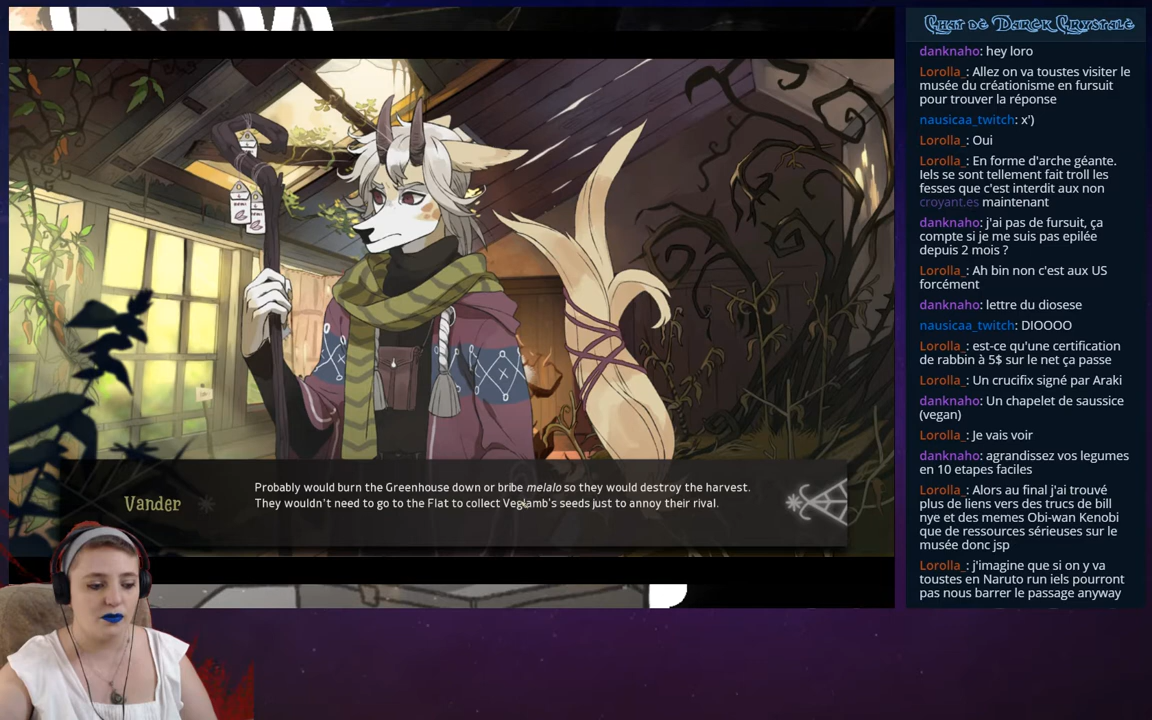 Chat de Darck Crystale
danknaho: hey loro
Lorolla_: Allez on va toustes visiter le
musée du créationisme en fursuit
pour trouver la réponse
nausicaa_twitch: x')
Lorolla_: Oui
Lorolla_: En forme d'arche géante.
Iels se sont tellement fait troll les
fesses que c'est interdit aux non
croyant.es maintenant
danknaho: j'ai pas de fursuit, ça
compte si je me suis pas epilée
depuis 2 mois ?
Lorolla_: Ah bin non c'est aux US
forcément
danknaho: lettre du diosese
nausicaa_twitch: DIOOOO
Lorolla_: est-ce qu'une certification
de rabbin à 5$ sur le net ça passe
Lorolla_: Un crucifix signé par Araki
danknaho: Un chapelet de saussice
(vegan)
Lorolla_: Je vais voir
danknaho: agrandissez vos legumes
en 10 etapes faciles
Lorolla_: Alors au final j'ai trouvé
plus de liens vers des trucs de bill
nye et des memes Obi-wan Kenobi
que de ressources sérieuses sur le
musée donc jsp
Lorolla_: j'imagine que si on y va
toustes en Naruto run iels pourront
pas nous barrer le passage anyway
Vander
Probably would burn the Greenhouse down or bribe melalo so they would destroy the harvest.
They wouldn't need to go to the Flat to collect Veglamb's seeds just to annoy their rival.